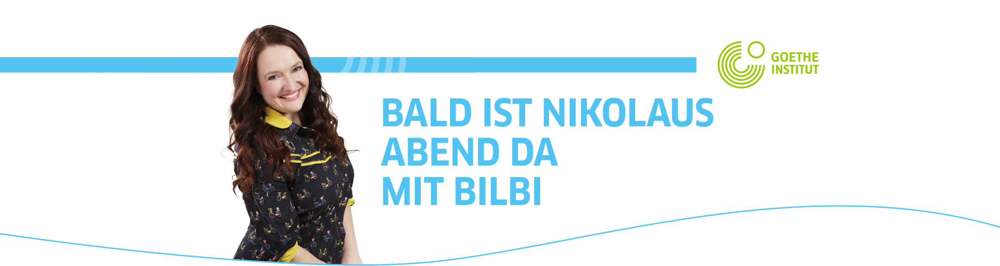 GOETHE
INSTITUT
BALD IST NIKOLAUS
ABEND DA
MIT BILBI